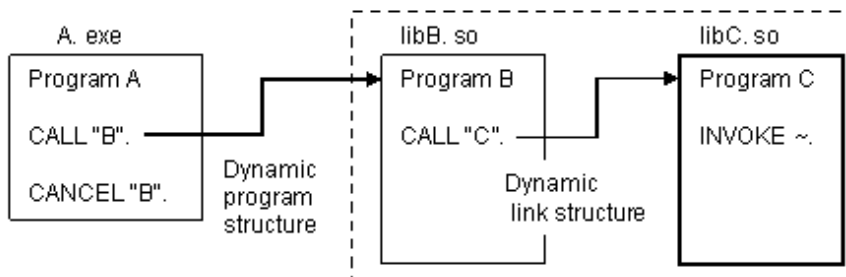 A. exe
libB. so
libC. so
Program A
CALL "B".
CANCEL "B".
Dynamic
program
structure
Program B
CALL "C".
Dynamic
link structure
Program C
INVOKE ~.